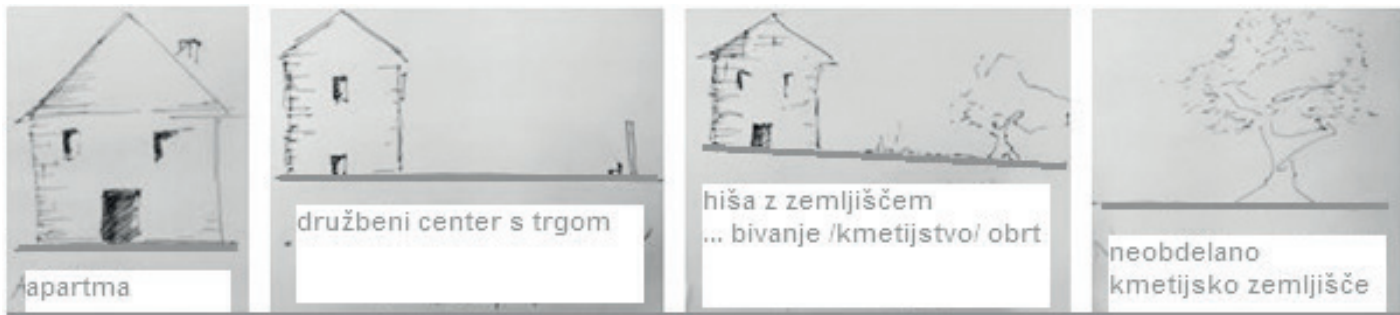 apartma
družbeni center s trgom
hiša z zemljiščem
... bivanje /kmetijstvo/ obrt
neobdelano
kmetijsko zemljišče